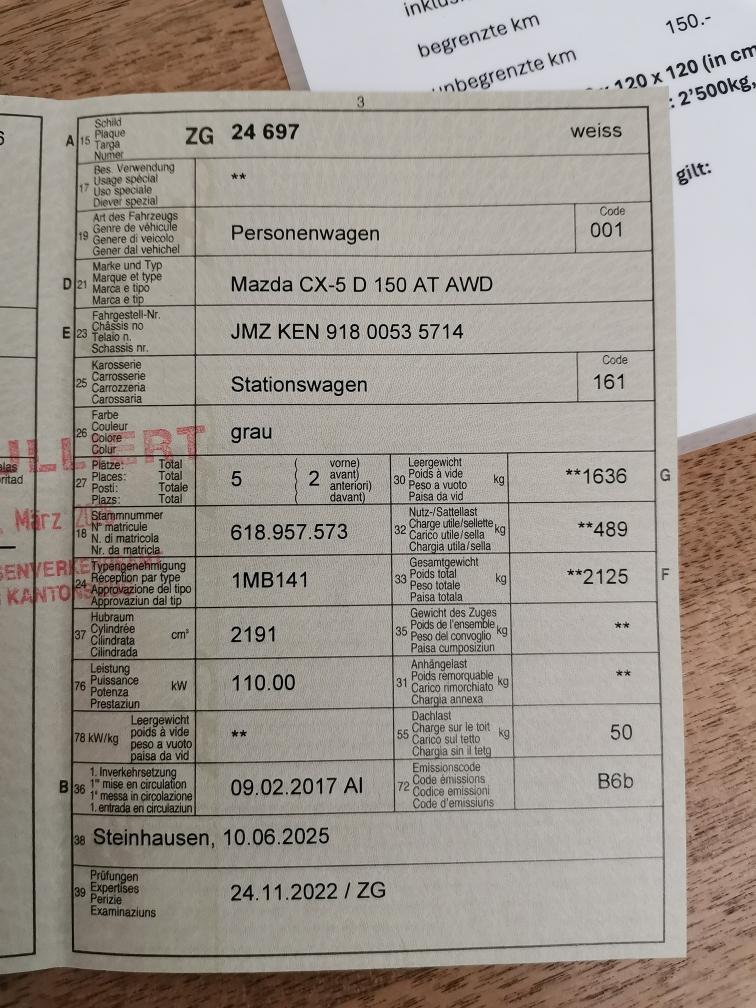 begrenzte km 150.-
unbegrenzte km
120 x 120 (in cm
: 2'500kg,
gilt:
3
A 15 Schild
Plaque
Targa
Numer
ZG 24 697 weiss
17 Bes. Verwendung
Usage spécial
Uso speciale
Diever spezial
**
19 Art des Fahrzeugs
Genre de véhicule
Genere di veicolo
Gener dal vehichel
Personenwagen
Code
001
D 21 Marke und Typ
Marque et type
Marca e tipo
Marca e tip
Mazda CX-5 D 150 AT AWD
E 23 Fahrgestell-Nr.
Châssis no
Telaio n.
Schassis nr.
JMZ KEN 918 0053 5714
25 Karosserie
Carrosserie
Carrozzeria
Carossaria
Stationswagen
Code
161
26 Farbe
Couleur
Colore
Colur
grau
27 Plätze: Total
Places: Total
Posti: Totale
Plazs: Total
5 ( 2 vorne)
avant)
anteriori)
davant)
30 Leergewicht
Poids à vide
Peso a vuoto
Paisa da vid
kg
**1636 G
18 Stammnummer
N° matricule
N. di matricola
Nr. da matricla
618.957.573
32 Nutz-/Sattellast
Charge utile/sellette
Carico utile/sella
Chargia utila/sella
kg
**489
24 Typengenehmigung
Réception par type
Approvazione del tipo
Approvaziun dal tip
1MB141
33 Gesamtgewicht
Poids total
Peso totale
Paisa totala
kg
**2125 F
37 Hubraum
Cylindrée
Cilindrata
Cilindrada
cm³
2191
35 Gewicht des Zuges
Poids de l'ensemble
Peso del convoglio
Paisa cumposiziun
kg
**
76 Leistung
Puissance
Potenza
Prestaziun
kW
110.00
31 Anhängelast
Poids remorquable
Carico rimorchiato
Chargia annexa
kg
**
78 kW/kg Leergewicht
poids à vide
peso a vuoto
paisa da vid
**
55 Dachlast
Charge sur le toit
Carico sul tetto
Chargia sin il tetg
kg
50
B 36 1. Inverkehrsetzung
1re mise en circulation
1a messa in circolazione
1. entrada en circulaziun
09.02.2017 AI
72 Emissionscode
Code émissions
Codice emissioni
Code d'emissiuns
B6b
38 Steinhausen, 10.06.2025
39 Prüfungen
Expertises
Perizie
Examinaziuns
24.11.2022 / ZG
März